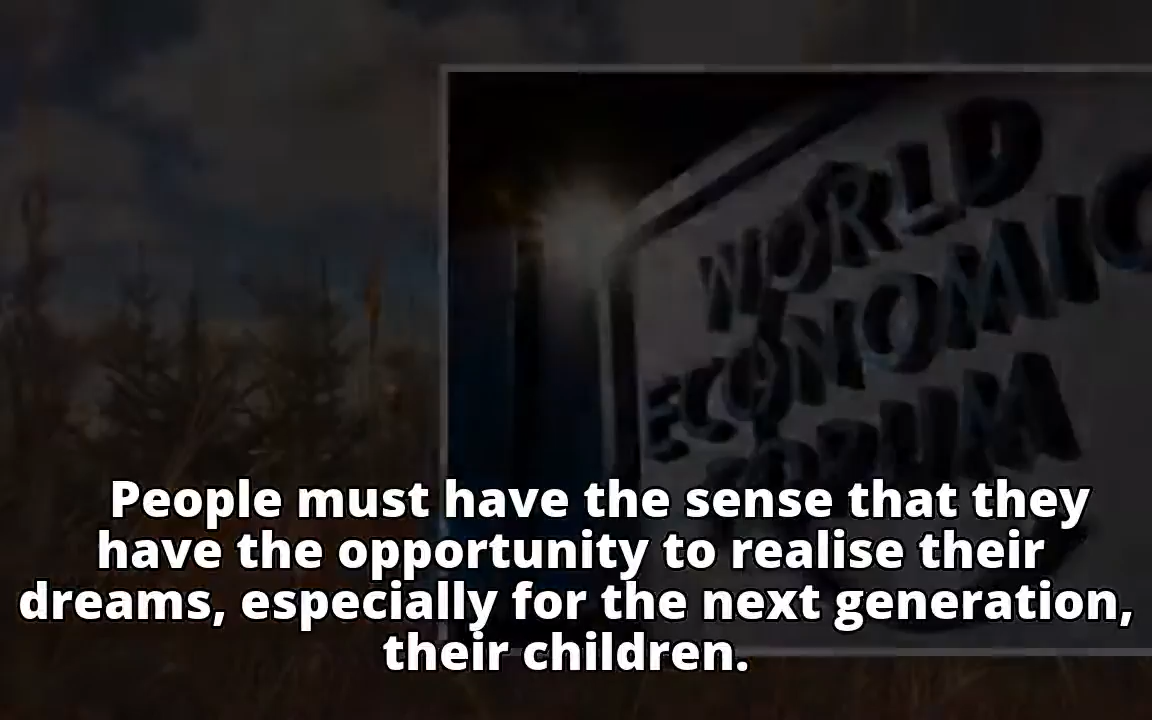 WORLD
ECONOMIC
FORUM
People must have the sense that they
have the opportunity to realise their
dreams, especially for the next generation,
their children.